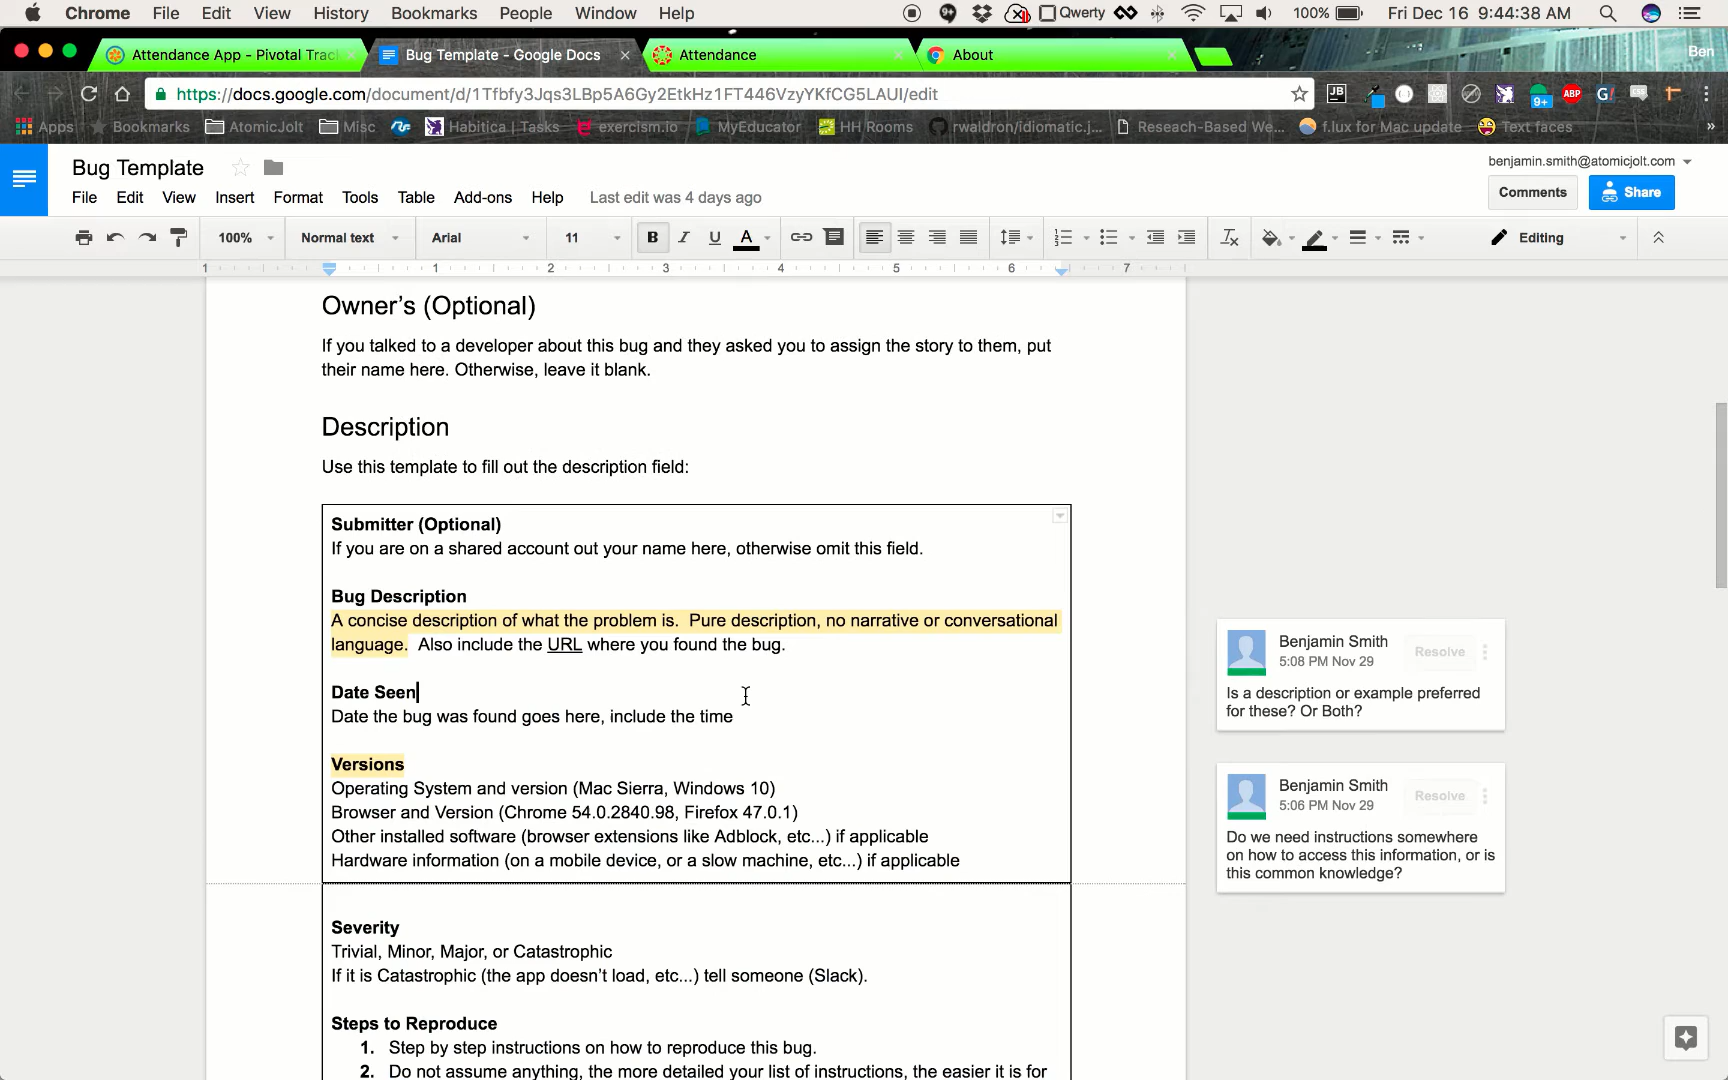 Chrome File Edit View History Bookmarks People Window Help Qwerty 100% Fri Dec 16 9:44:38 AM
Attendance App - Pivotal Trac Bug Template - Google Docs Attendance About Ben
https://docs.google.com/document/d/1Tfbfy3Jqs3LBp5A6Gy2EtkHz1FT446VzyYKfCG5LAUI/edit JB 9+ ABP G!
Apps Bookmarks AtomicJolt Misc Habitica | Tasks exercism.io MyEducator HH Rooms rwaldron/idiomatic.j... Reseach-Based We... f.lux for Mac update Text faces »
Bug Template
benjamin.smith@atomicjolt.com
File Edit View Insert Format Tools Table Add-ons Help Last edit was 4 days ago
Comments Share
100% Normal text Arial 11 B I U A Editing
1 1 2 3 4 5 6 7
Owner’s (Optional)
If you talked to a developer about this bug and they asked you to assign the story to them, put
their name here. Otherwise, leave it blank.
Description
Use this template to fill out the description field:
Submitter (Optional)
If you are on a shared account out your name here, otherwise omit this field.
Bug Description
A concise description of what the problem is.  Pure description, no narrative or conversational
language.  Also include the URL where you found the bug.
Date Seen
Date the bug was found goes here, include the time
Versions
Operating System and version (Mac Sierra, Windows 10)
Browser and Version (Chrome 54.0.2840.98, Firefox 47.0.1)
Other installed software (browser extensions like Adblock, etc...) if applicable
Hardware information (on a mobile device, or a slow machine, etc...) if applicable
Severity
Trivial, Minor, Major, or Catastrophic
If it is Catastrophic (the app doesn’t load, etc...) tell someone (Slack).
Steps to Reproduce
1. Step by step instructions on how to reproduce this bug.
2. Do not assume anything, the more detailed your list of instructions, the easier it is for
Benjamin Smith
5:08 PM Nov 29
Resolve
Is a description or example preferred
for these? Or Both?
Benjamin Smith
5:06 PM Nov 29
Resolve
Do we need instructions somewhere
on how to access this information, or is
this common knowledge?